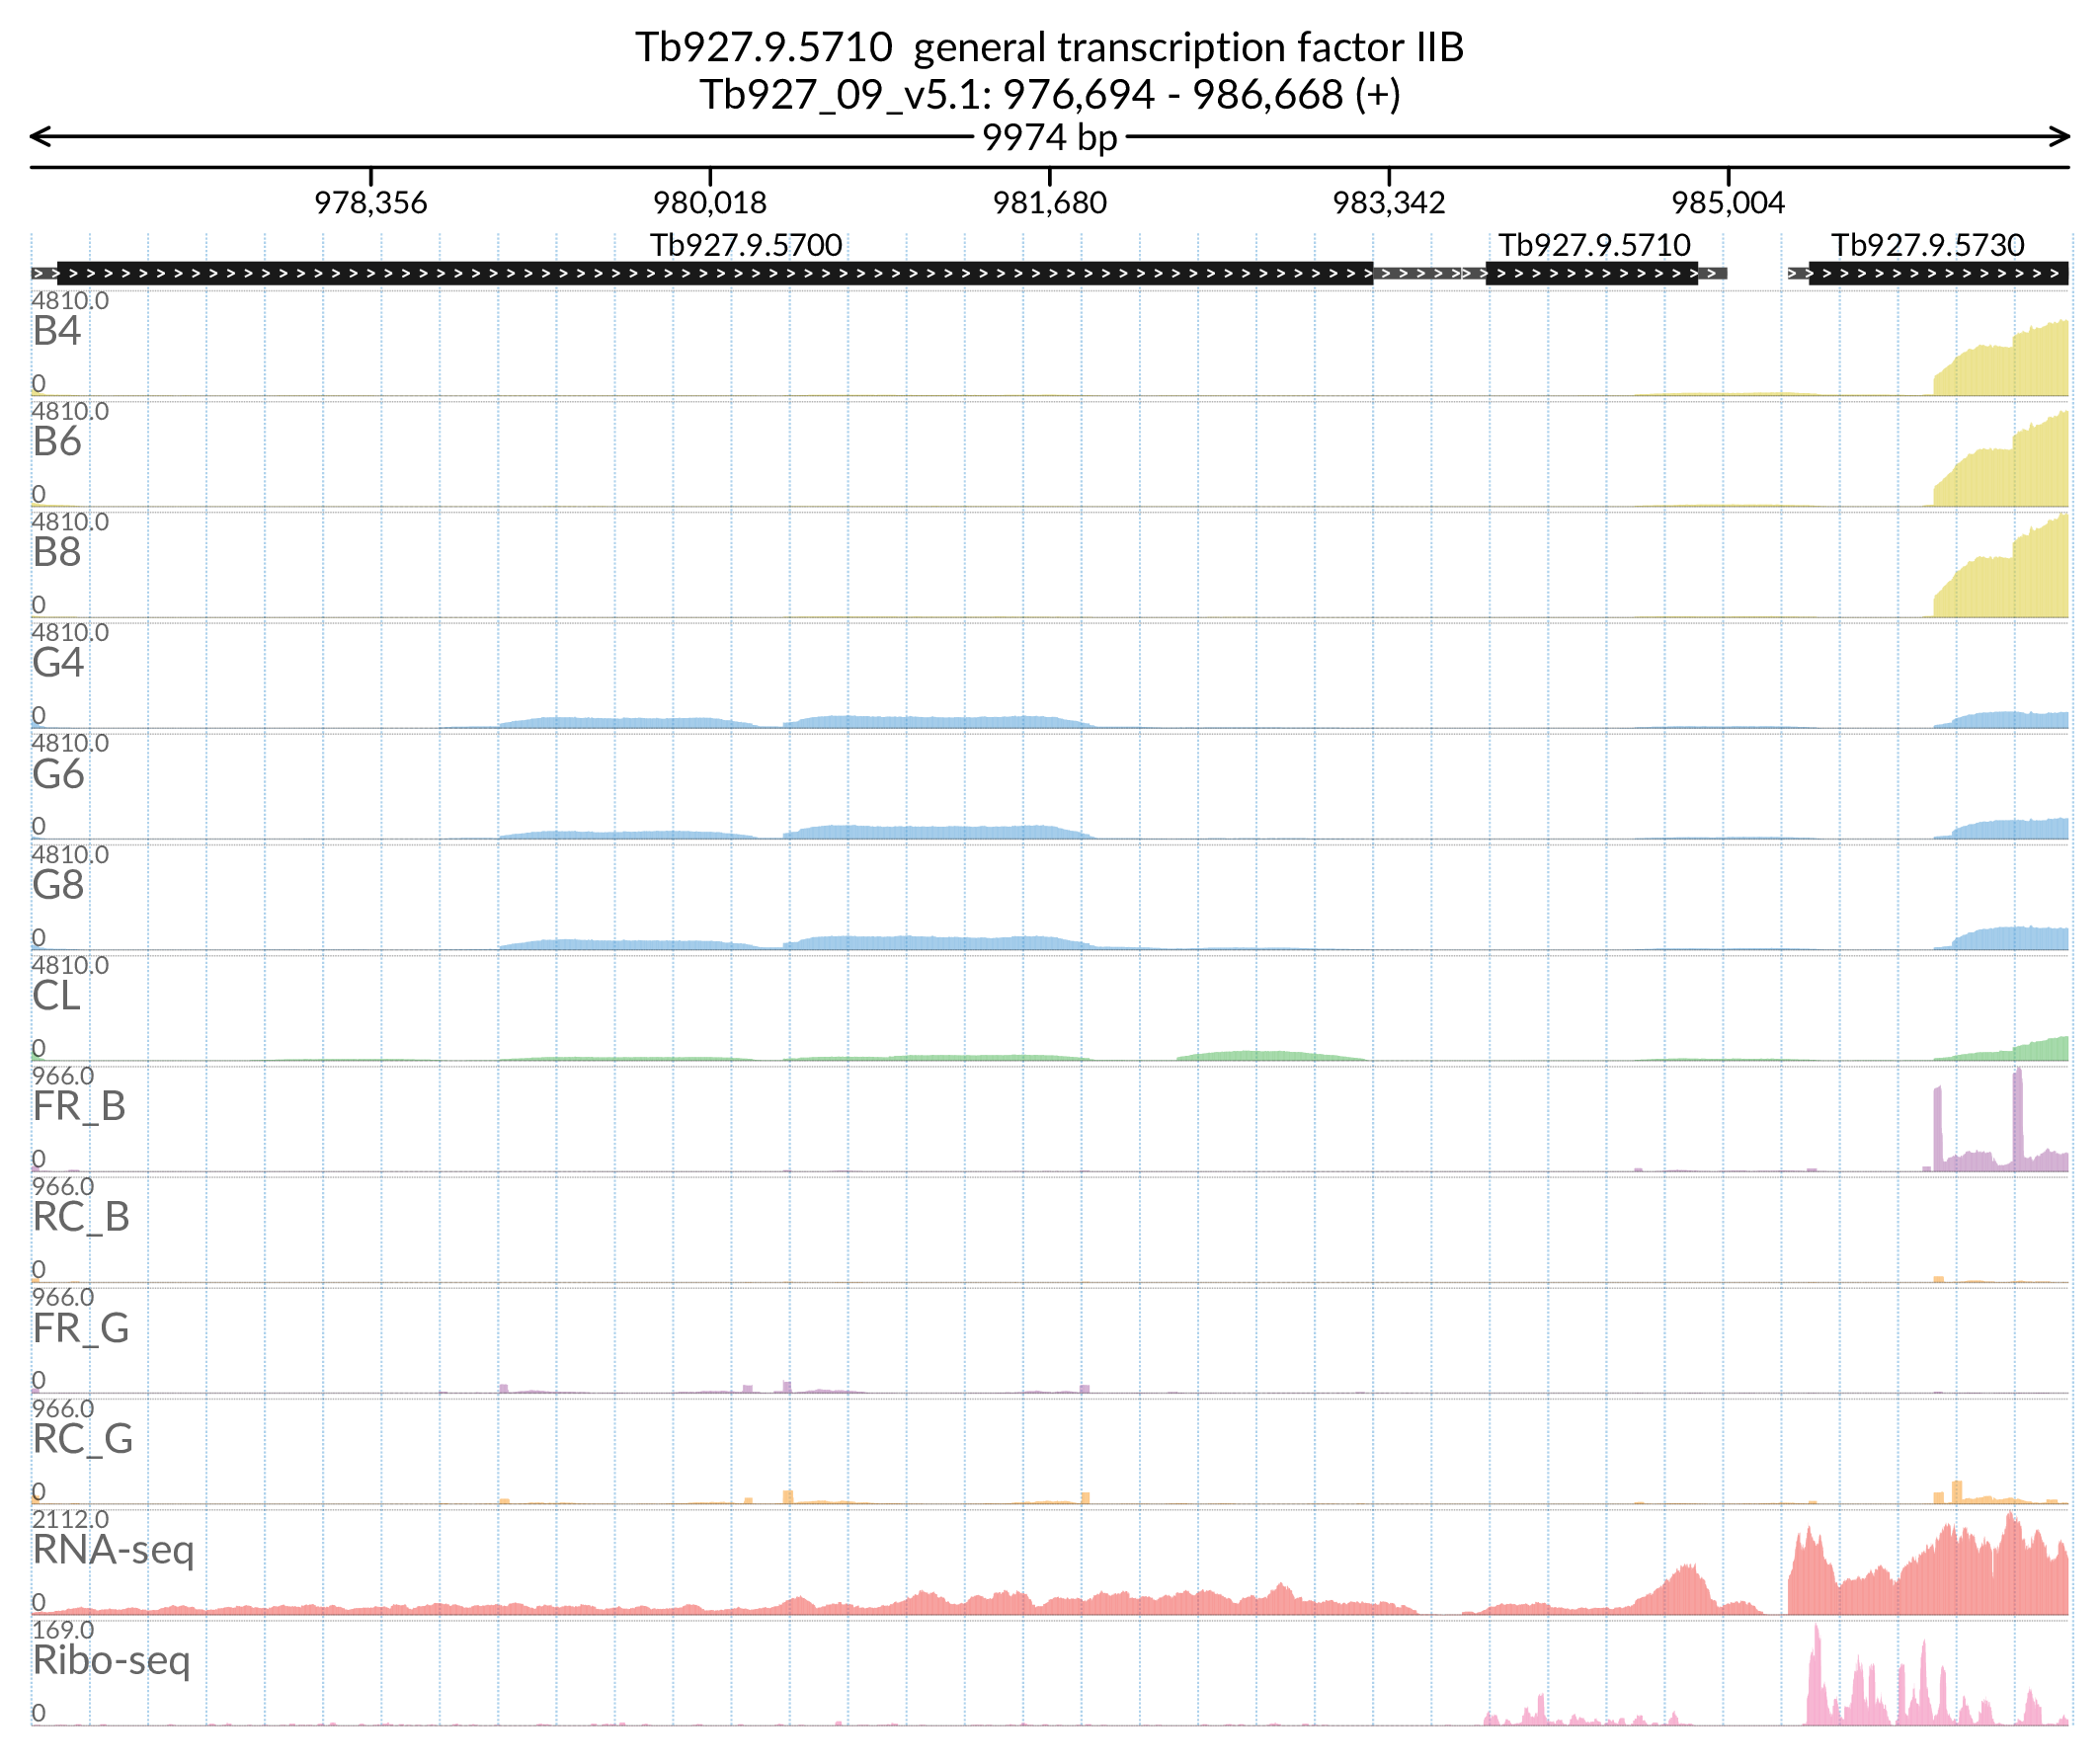 Tb927.9.5710 general transcription factor IIB
Tb927_09_v5.1: 976,694 - 986,668 (+)
9974 bp
978,356 980,018 981,680 983,342 985,004
Tb927.9.5700 Tb927.9.5710 Tb927.9.5730
4810.0
B4
0
4810.0
B6
0
4810.0
B8
0
4810.0
G4
0
4810.0
G6
0
4810.0
G8
0
4810.0
CL
0
966.0
FR_B
0
966.0
RC_B
0
966.0
FR_G
0
966.0
RC_G
0
2112.0
RNA-seq
0
169.0
Ribo-seq
0